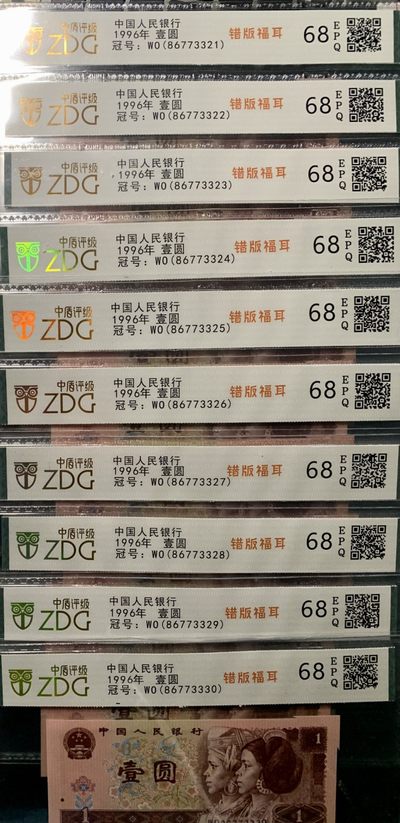 中盾评级
ZDG
中国人民银行
1996年 壹圆
冠号: WO(86773321)
错版福耳
68
EPQ
中盾评级
ZDG
中国人民银行
1996年 壹圆
冠号: WO(86773322)
错版福耳
68
EPQ
中盾评级
ZDG
中国人民银行
1996年 壹圆
冠号: WO(86773323)
错版福耳
68
EPQ
中盾评级
ZDG
中国人民银行
1996年 壹圆
冠号: WO(86773324)
错版福耳
68
EPQ
中盾评级
ZDG
中国人民银行
1996年 壹圆
冠号: WO(86773325)
错版福耳
68
EPQ
中盾评级
ZDG
中国人民银行
1996年 壹圆
冠号: WO(86773326)
错版福耳
68
EPQ
中盾评级
ZDG
中国人民银行
1996年 壹圆
冠号: WO(86773327)
错版福耳
68
EPQ
中盾评级
ZDG
中国人民银行
1996年 壹圆
冠号: WO(86773328)
错版福耳
68
EPQ
中盾评级
ZDG
中国人民银行
1996年 壹圆
冠号: WO(86773329)
错版福耳
68
EPQ
中盾评级
ZDG
中国人民银行
1996年 壹圆
冠号: WO(86773330)
错版福耳
68
EPQ
中国人民银行
1
壹圆
1